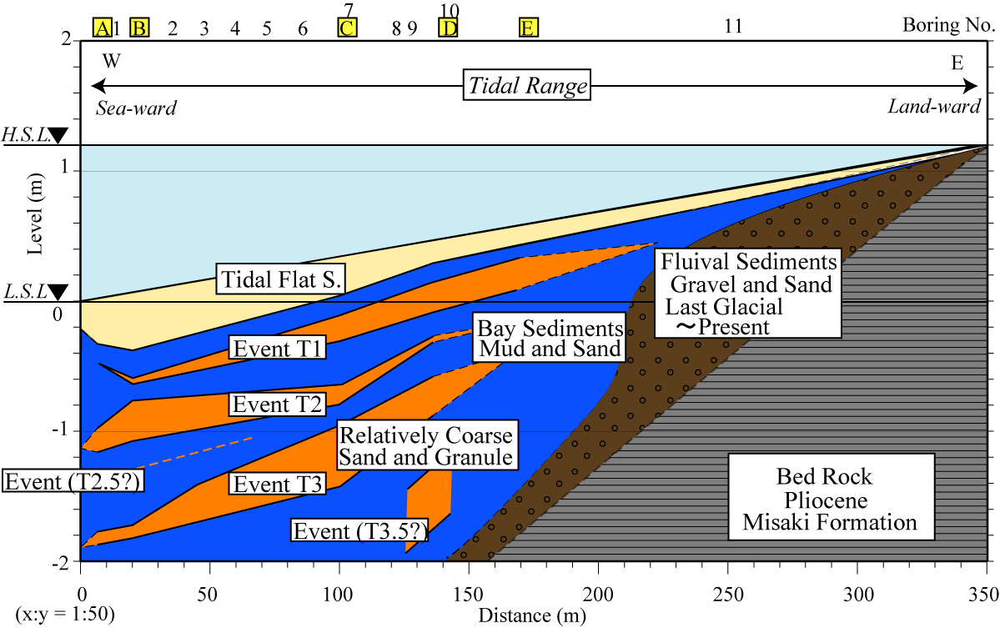 7 10
A 1 B 2 3 4 5 6 C 8 9 D E 11 Boring No.
2
W E
Tidal Range
Sea-ward Land-ward
H.S.L.
1
Level (m)
Tidal Flat S.
L.S.L
0
Fluival Sediments
Gravel and Sand
Last Glacial
～Present
Bay Sediments
Mud and Sand
Event T1
Event T2
-1
Relatively Coarse
Sand and Granule
Event (T2.5?)
Event T3
Event (T3.5?)
Bed Rock
Pliocene
Misaki Formation
-2
0 50 100 150 200 250 300 350
(x:y = 1:50)
Distance (m)